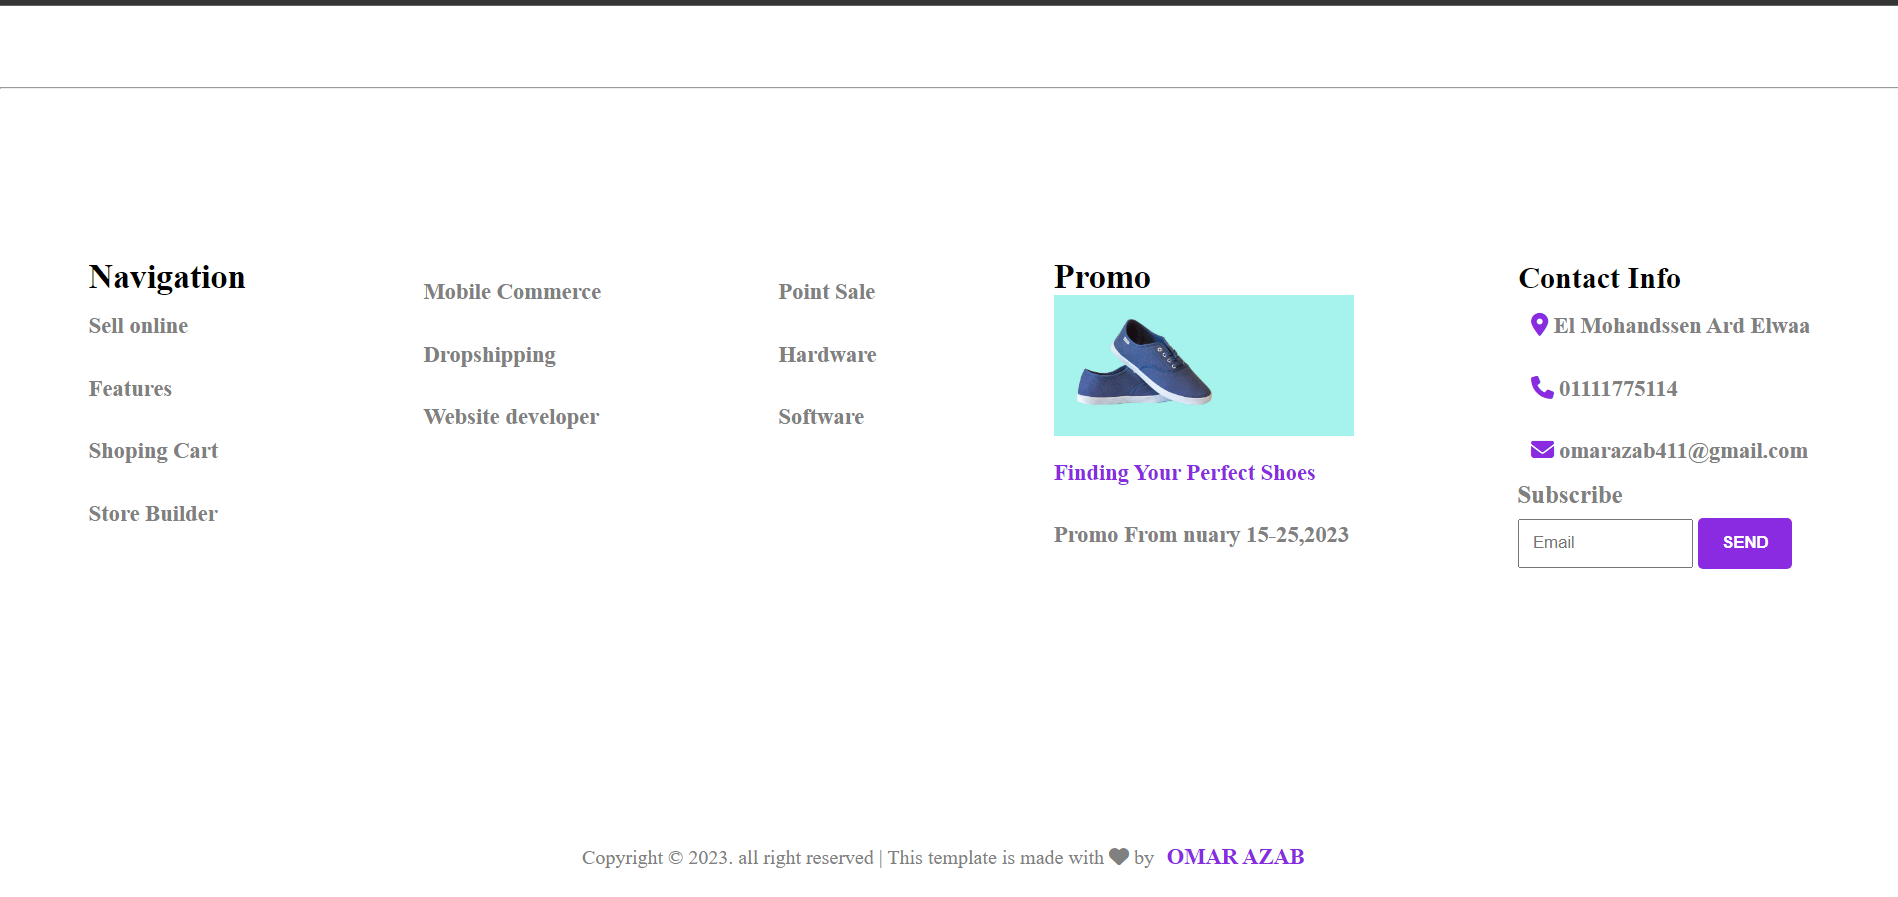 Navigation
Sell online
Features
Shoping Cart
Store Builder
Mobile Commerce
Dropshipping
Website developer
Point Sale
Hardware
Software
Promo
Finding Your Perfect Shoes
Promo From nuary 15-25,2023
Contact Info
El Mohandssen Ard Elwaa
01111775114
omarazab411@gmail.com
Subscribe
Email
SEND
Copyright © 2023. all right reserved | This template is made with by OMAR AZAB